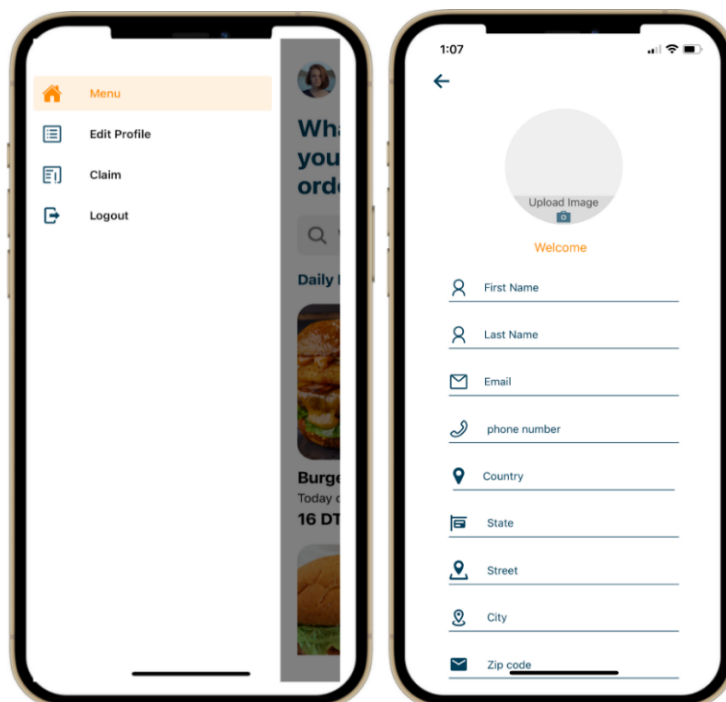 Menu
Edit Profile
Claim
Logout
you
Daily
Today
16 DT
1:07
Upload Image
Welcome
First Name
Last Name
Email
phone number
Country
State
Street
City
Zip code